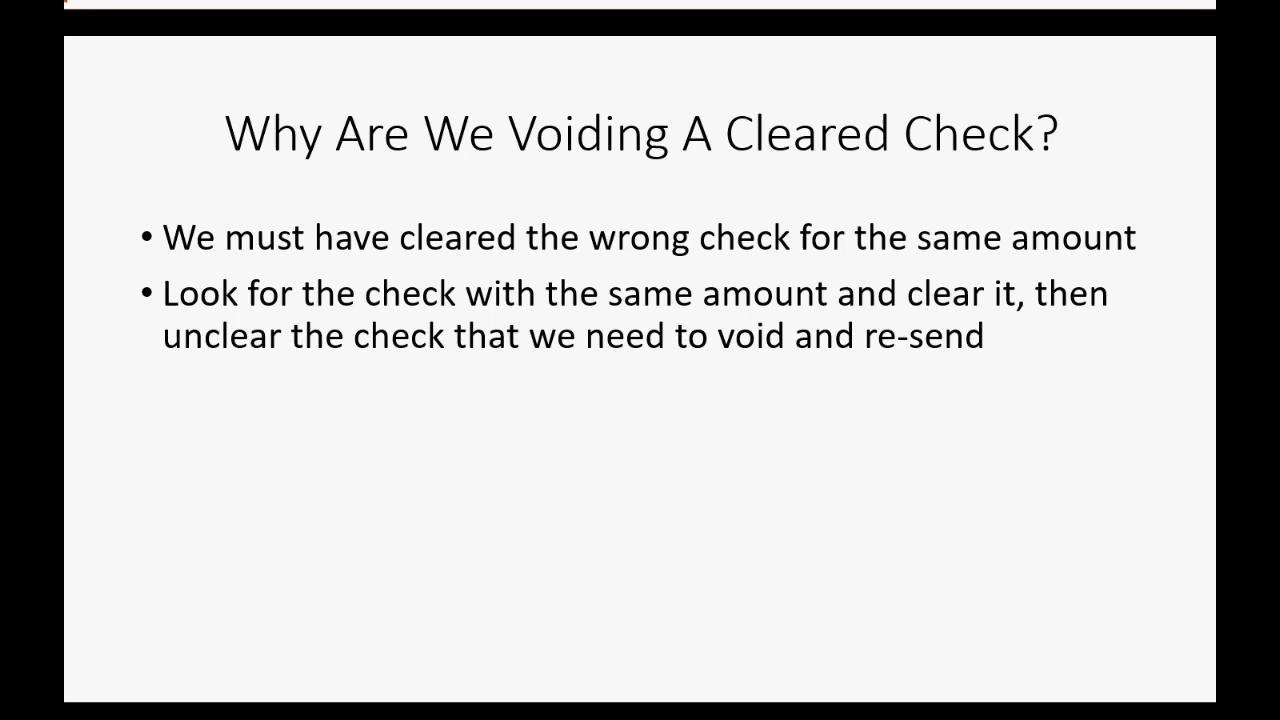 Why Are We Voiding A Cleared Check?
• We must have cleared the wrong check for the same amount
• Look for the check with the same amount and clear it, then
unclear the check that we need to void and re-send